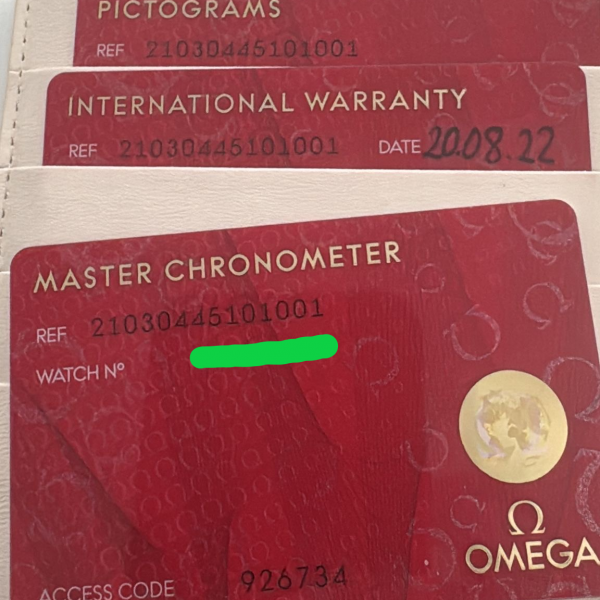 PICTOGRAMS
REF 21030445101001
INTERNATIONAL WARRANTY
REF 21030445101001 DATE 20.08.22
MASTER CHRONOMETER
REF 21030445101001
WATCH Nº
Ω
OMEGA
ACCESS CODE 926734